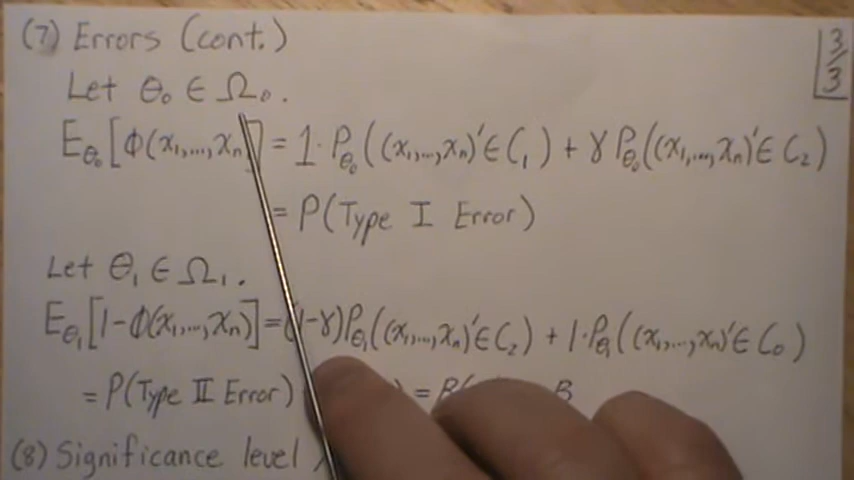 (7) Errors (cont.)
3/3
Let θ₀ ∈ Ω₀.
E_θ₀[ϕ(x₁,...,xₙ)] = 1·P_θ₀((x₁,...,xₙ)′∈C₁) + γP_θ₀((x₁,...,xₙ)′∈C₂)
= P(Type I Error)
Let θ₁ ∈ Ω₁.
E_θ₁[1-ϕ(x₁,...,xₙ)] = (1-γ)P_θ₁((x₁,...,xₙ)′∈C₂) + 1·P_θ₁((x₁,...,xₙ)′∈C₀)
= P(Type II Error) = B
(8) Significance level